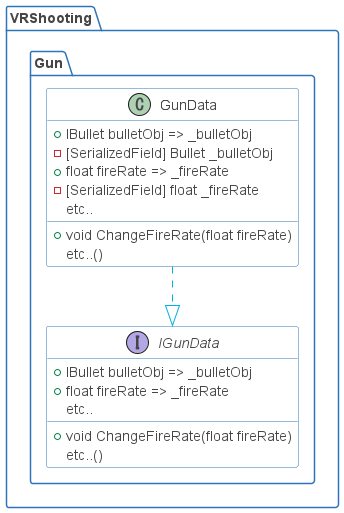 VRShooting
Gun
C GunData
IBullet bulletObj => _bulletObj
[SerializedField] Bullet _bulletObj
float fireRate => _fireRate
[SerializedField] float _fireRate
etc..
void ChangeFireRate(float fireRate)
etc..()
I IGunData
IBullet bulletObj => _bulletObj
float fireRate => _fireRate
etc..
void ChangeFireRate(float fireRate)
etc..()